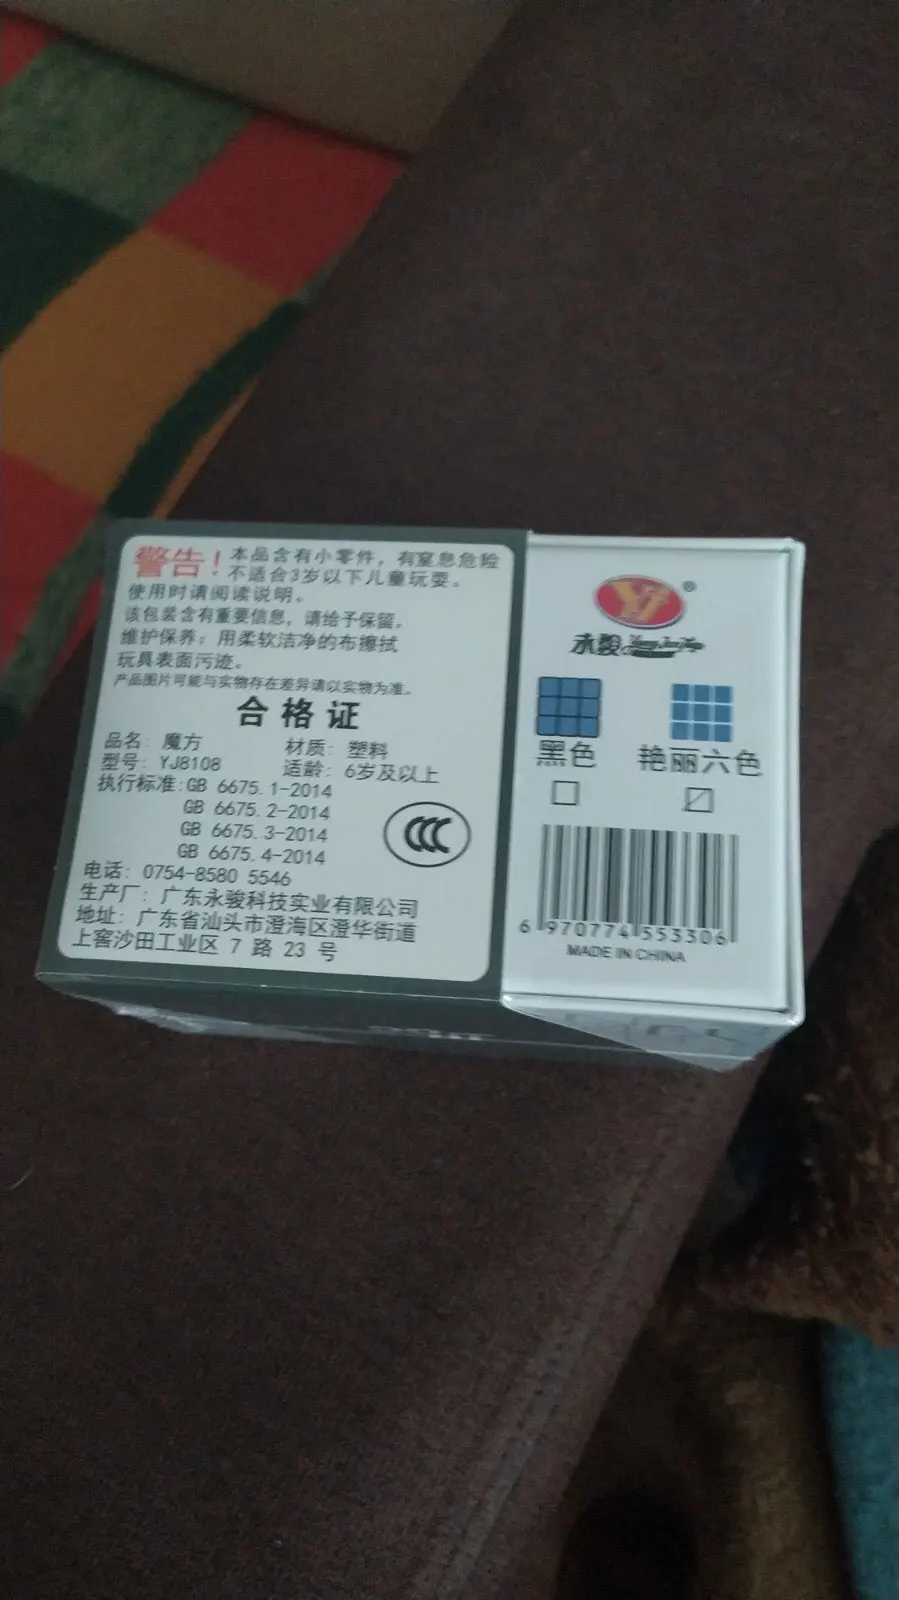 警告！本品含有小零件，有窒息危险
不适合3岁以下儿童玩耍。
使用时请阅读说明。
该包装含有重要信息，请给予保留。
维护保养：用柔软洁净的布擦拭
玩具表面污迹。
产品图片可能与实物存在差异请以实物为准。
合格证
品名：魔方 材质：塑料
型号：YJ8108 适龄：6岁及以上
执行标准:GB 6675.1-2014
GB 6675.2-2014
GB 6675.3-2014
GB 6675.4-2014
CCC
电话：0754-8580 5546
生产厂：广东永骏科技实业有限公司
地址：广东省汕头市澄海区澄华街道
上窖沙田工业区 7 路 23 号
YJ®
永骏
黑色 艳丽六色
6 970774 553306
MADE IN CHINA